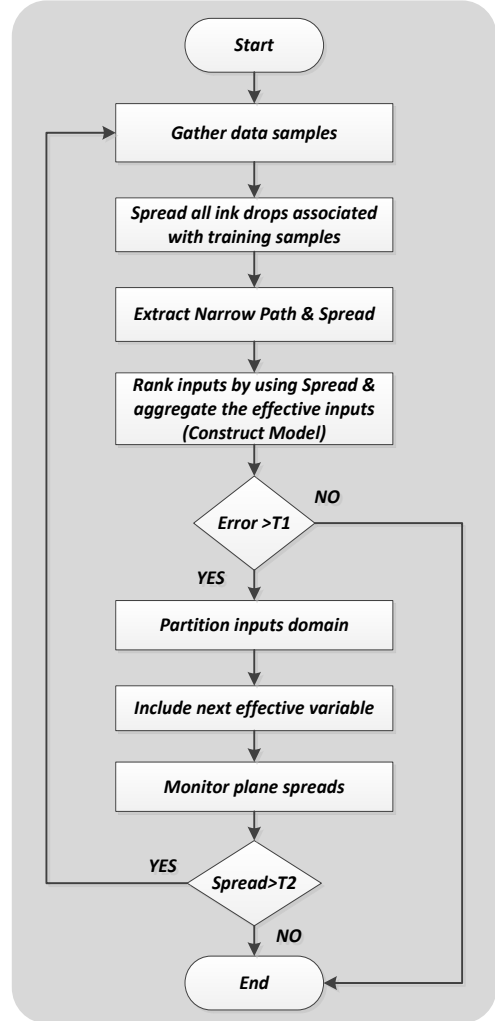 Start
Gather data samples
Spread all ink drops associated
with training samples
Extract Narrow Path & Spread
Rank inputs by using Spread &
aggregate the effective inputs
(Construct Model)
NO
Error >T1
YES
Partition inputs domain
Include next effective variable
Monitor plane spreads
YES
Spread>T2
NO
End